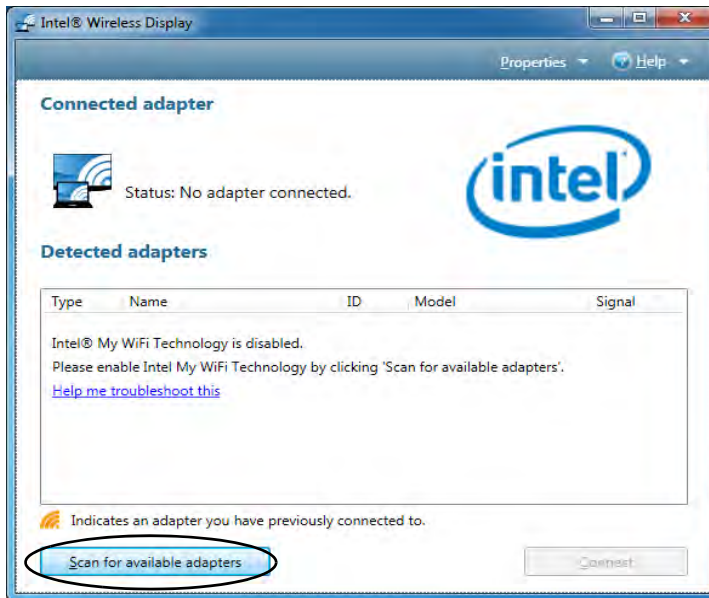 Intel® Wireless Display
Properties Help
Connected adapter
intel
Status: No adapter connected.
Detected adapters
Type Name ID Model Signal
Intel® My WiFi Technology is disabled.
Please enable Intel My WiFi Technology by clicking 'Scan for available adapters'.
Help me troubleshoot this
Indicates an adapter you have previously connected to.
Scan for available adapters Connect